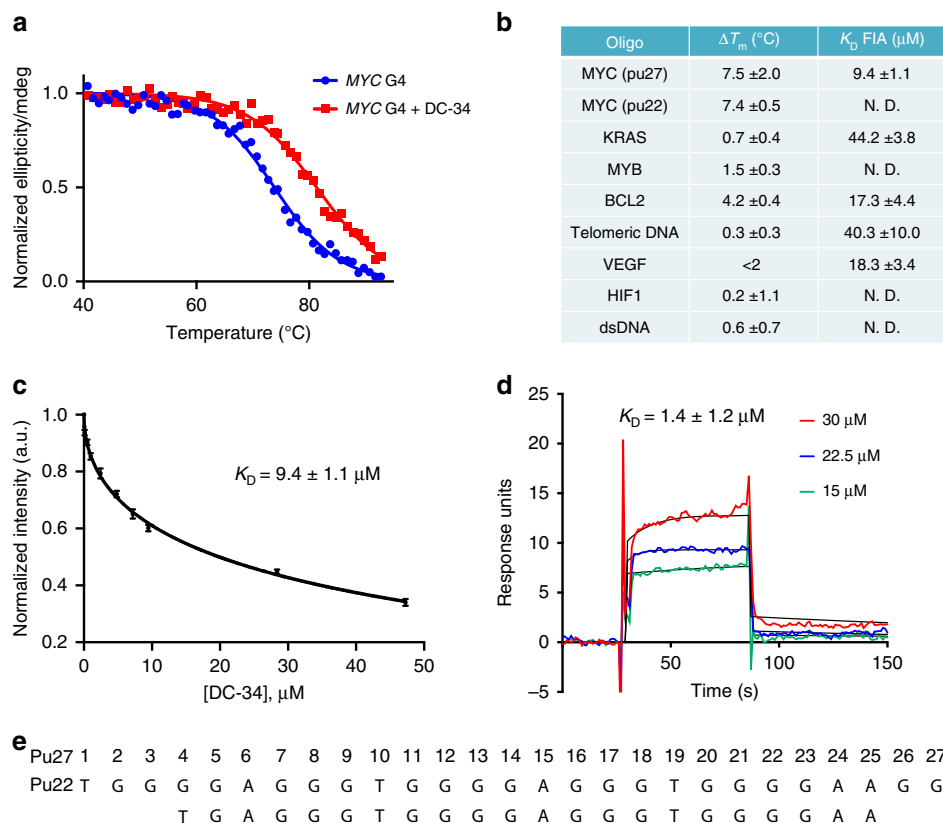 a
Normalized ellipticity/mdeg
1.0
0.5
0.0
40
60
80
Temperature (°C)
MYC G4
MYC G4 + DC-34
b
Oligo ΔTm (°C) KD FIA (μM)
MYC (pu27) 7.5 ±2.0 9.4 ±1.1
MYC (pu22) 7.4 ±0.5 N. D.
KRAS 0.7 ±0.4 44.2 ±3.8
MYB 1.5 ±0.3 N. D.
BCL2 4.2 ±0.4 17.3 ±4.4
Telomeric DNA 0.3 ±0.3 40.3 ±10.0
VEGF <2 18.3 ±3.4
HIF1 0.2 ±1.1 N. D.
dsDNA 0.6 ±0.7 N. D.
c
Normalized intensity (a.u.)
1.0
0.8
0.6
0.4
0.2
0 10 20 30 40 50
[DC-34], μM
KD = 9.4 ± 1.1 μM
d
Response units
25
20
15
10
5
0
–5
50 100 150
Time (s)
KD = 1.4 ± 1.2 μM
30 μM
22.5 μM
15 μM
e
Pu27 1 2 3 4 5 6 7 8 9 10 11 12 13 14 15 16 17 18 19 20 21 22 23 24 25 26 27
Pu22 T G G G G A G G G T G G G G A G G G T G G G G A A G G
T G A G G G T G G G G A G G G T G G G G A A